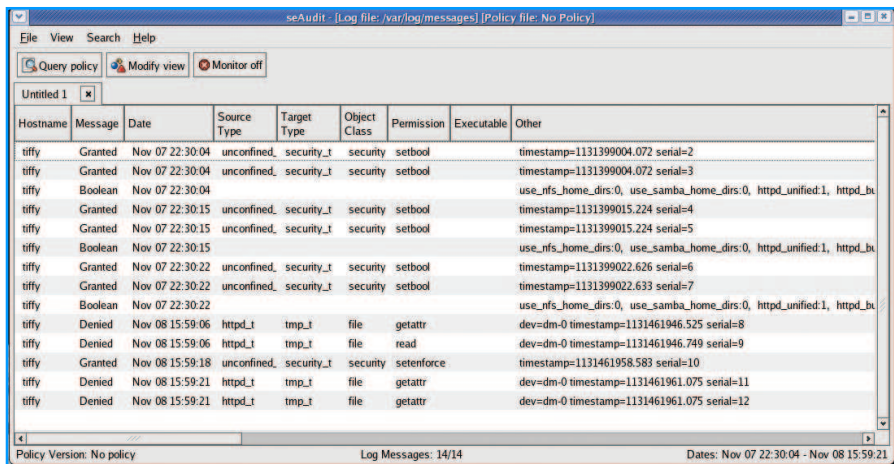 seAudit - [Log file: /var/log/messages] [Policy file: No Policy]
File View Search Help
Query policy Modify view Monitor off
Untitled 1
Hostname Message Date Source Type Target Type Object Class Permission Executable Other
tiffy Granted Nov 07 22:30:04 unconfined_ security_t security setbool timestamp=1131399004.072 serial=2
tiffy Granted Nov 07 22:30:04 unconfined_ security_t security setbool timestamp=1131399004.072 serial=3
tiffy Boolean Nov 07 22:30:04 use_nfs_home_dirs:0, use_samba_home_dirs:0, httpd_unified:1, httpd_bu
tiffy Granted Nov 07 22:30:15 unconfined_ security_t security setbool timestamp=1131399015.224 serial=4
tiffy Granted Nov 07 22:30:15 unconfined_ security_t security setbool timestamp=1131399015.224 serial=5
tiffy Boolean Nov 07 22:30:15 use_nfs_home_dirs:0, use_samba_home_dirs:0, httpd_unified:1, httpd_bu
tiffy Granted Nov 07 22:30:22 unconfined_ security_t security setbool timestamp=1131399022.626 serial=6
tiffy Granted Nov 07 22:30:22 unconfined_ security_t security setbool timestamp=1131399022.633 serial=7
tiffy Boolean Nov 07 22:30:22 use_nfs_home_dirs:0, use_samba_home_dirs:0, httpd_unified:1, httpd_bu
tiffy Denied Nov 08 15:59:06 httpd_t tmp_t file getattr dev=dm-0 timestamp=1131461946.525 serial=8
tiffy Denied Nov 08 15:59:06 httpd_t tmp_t file read dev=dm-0 timestamp=1131461946.749 serial=9
tiffy Granted Nov 08 15:59:18 unconfined_ security_t security setenforce timestamp=1131461958.583 serial=10
tiffy Denied Nov 08 15:59:21 httpd_t tmp_t file getattr dev=dm-0 timestamp=1131461961.075 serial=11
tiffy Denied Nov 08 15:59:21 httpd_t tmp_t file getattr dev=dm-0 timestamp=1131461961.075 serial=12
Policy Version: No policy Log Messages: 14/14 Dates: Nov 07 22:30:04 - Nov 08 15:59:21